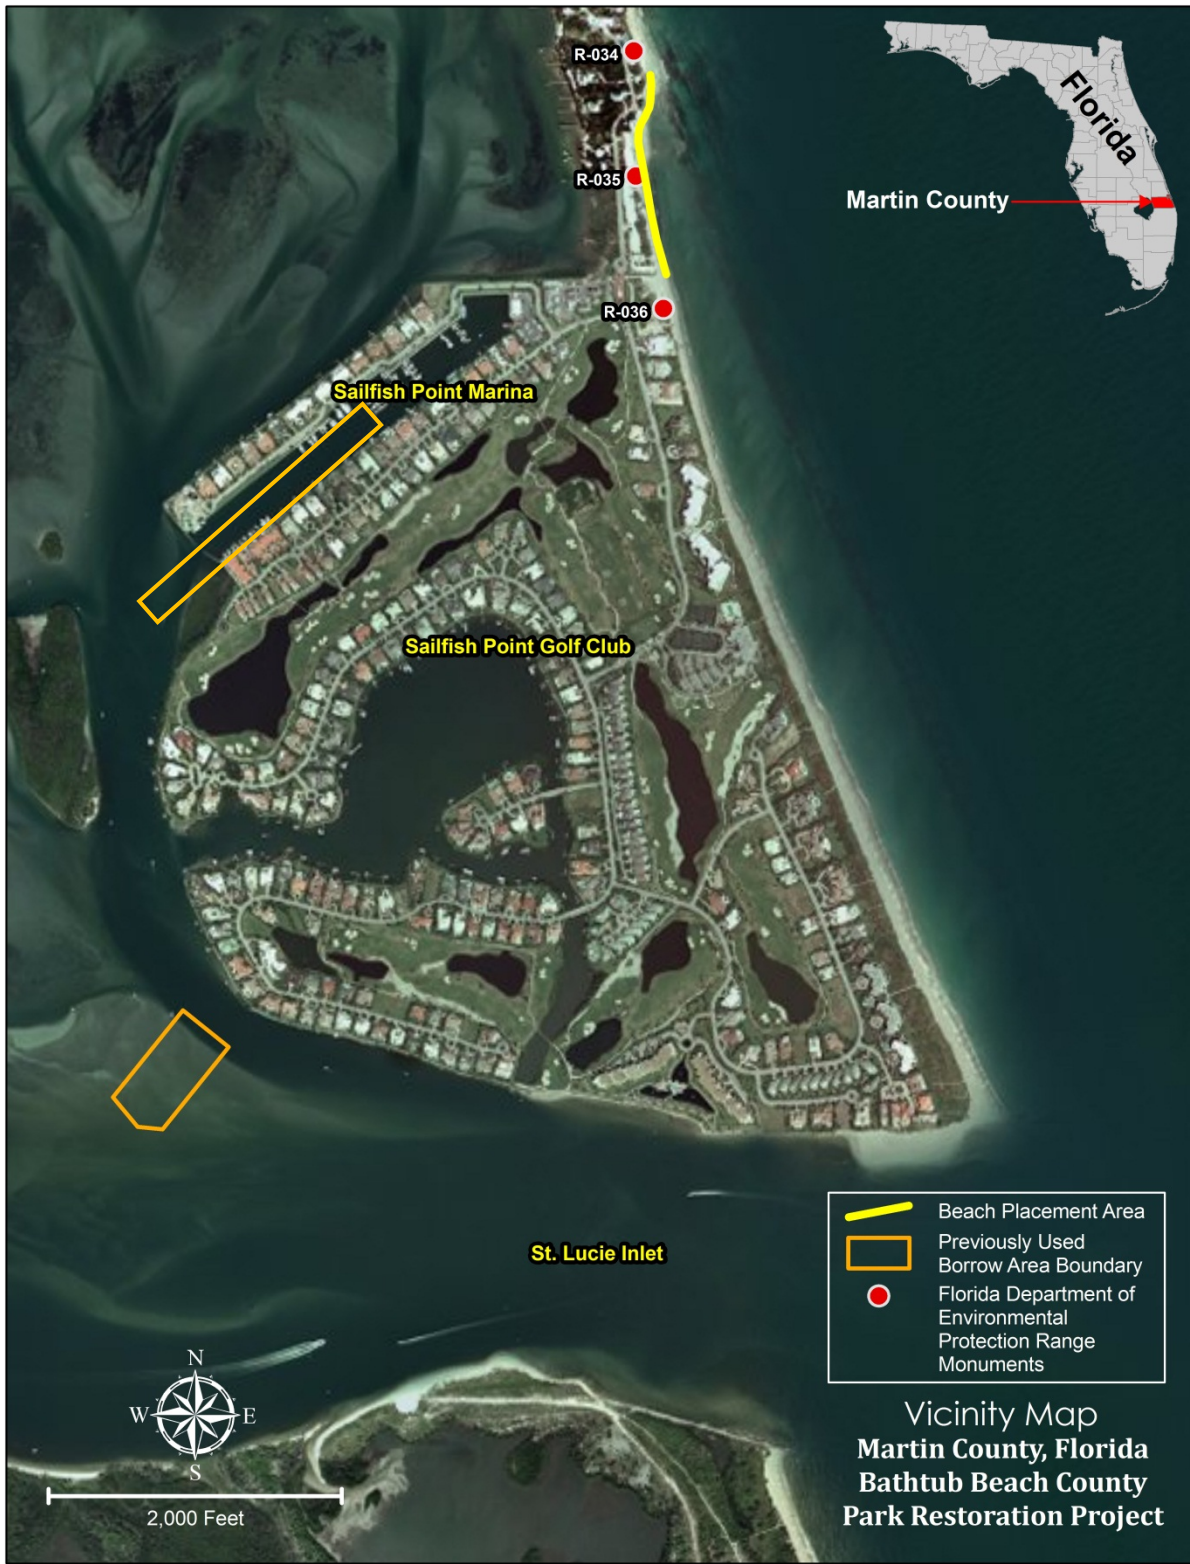 R-034
Florida
R-035
Martin County
R-036
Sailfish Point Marina
Sailfish Point Golf Club
Beach Placement Area
Previously Used
Borrow Area Boundary
St. Lucie Inlet
Florida Department of
Environmental
Protection Range
Monuments
N
W E
S
2,000 Feet
Vicinity Map
Martin County, Florida
Bathtub Beach County
Park Restoration Project